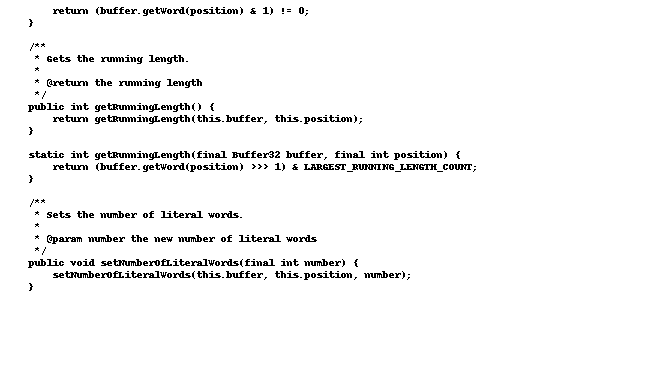 return (buffer.getWord(position) & 1) != 0;
    }

    /**
     * Gets the running length.
     *
     * @return the running length
     */
    public int getRunningLength() {
        return getRunningLength(this.buffer, this.position);
    }

    static int getRunningLength(final Buffer32 buffer, final int position) {
        return (buffer.getWord(position) >>> 1) & LARGEST_RUNNING_LENGTH_COUNT;
    }

    /**
     * Sets the number of literal words.
     *
     * @param number the new number of literal words
     */
    public void setNumberOfLiteralWords(final int number) {
        setNumberOfLiteralWords(this.buffer, this.position, number);
    }